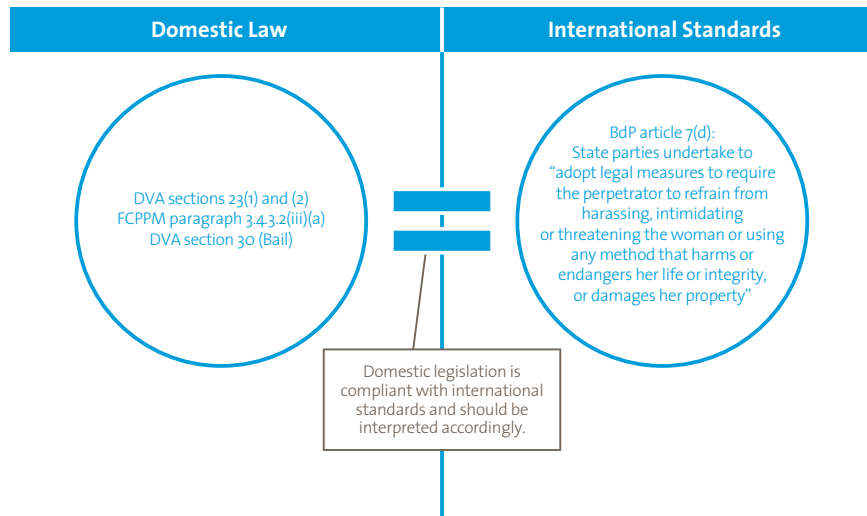 Domestic Law
International Standards
DVA sections 23(1) and (2)
FCPPM paragraph 3.4.3.2(iii)(a)
DVA section 30 (Bail)
BdP article 7(d):
State parties undertake to
“adopt legal measures to require
the perpetrator to refrain from
harassing, intimidating
or threatening the woman or using
any method that harms or
endangers her life or integrity,
or damages her property”
Domestic legislation is
compliant with international
standards and should be
interpreted accordingly.